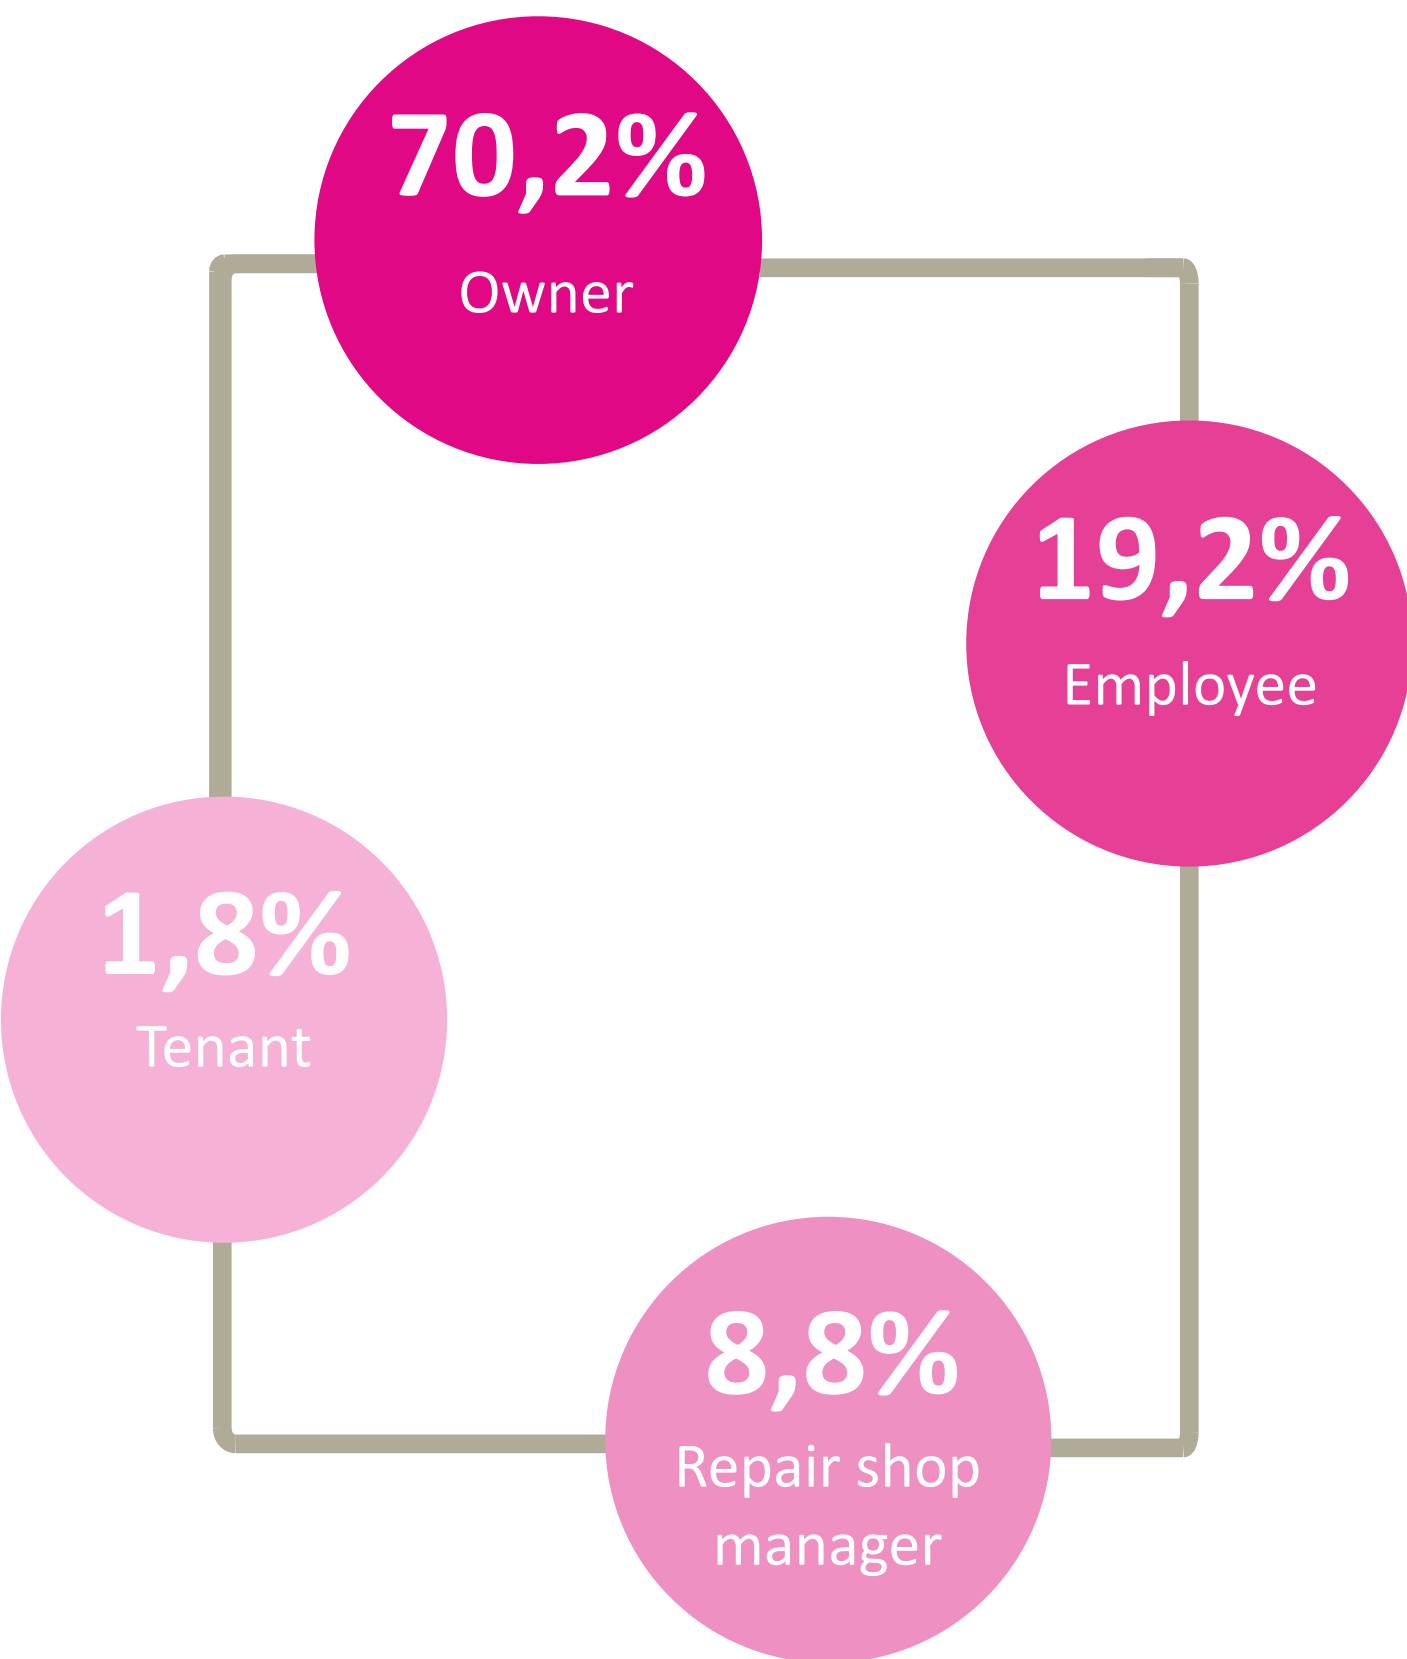 70,2%
Owner
19,2%
Employee
1,8%
Tenant
8,8%
Repair shop
manager